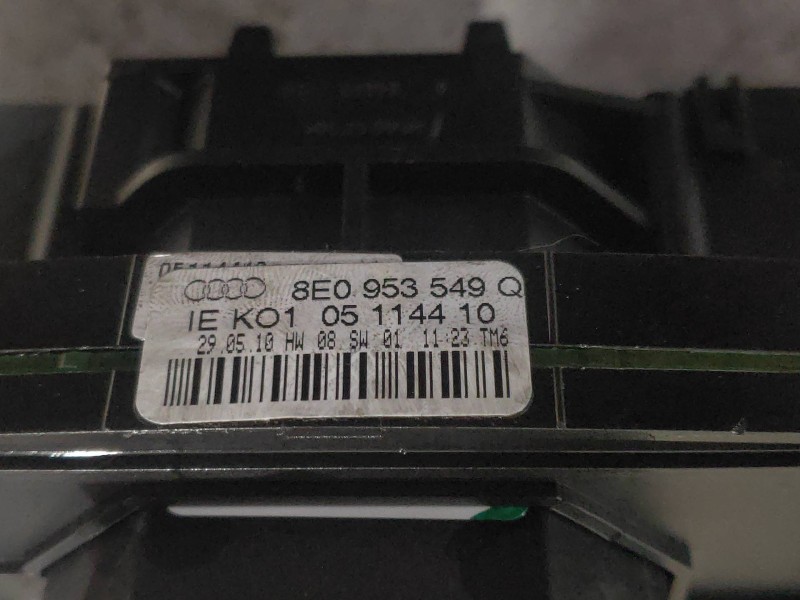 8E0 953 549 Q
IE KO1 05 1144 10
29.05.10 HW 08 SW 01 11:23 TM6